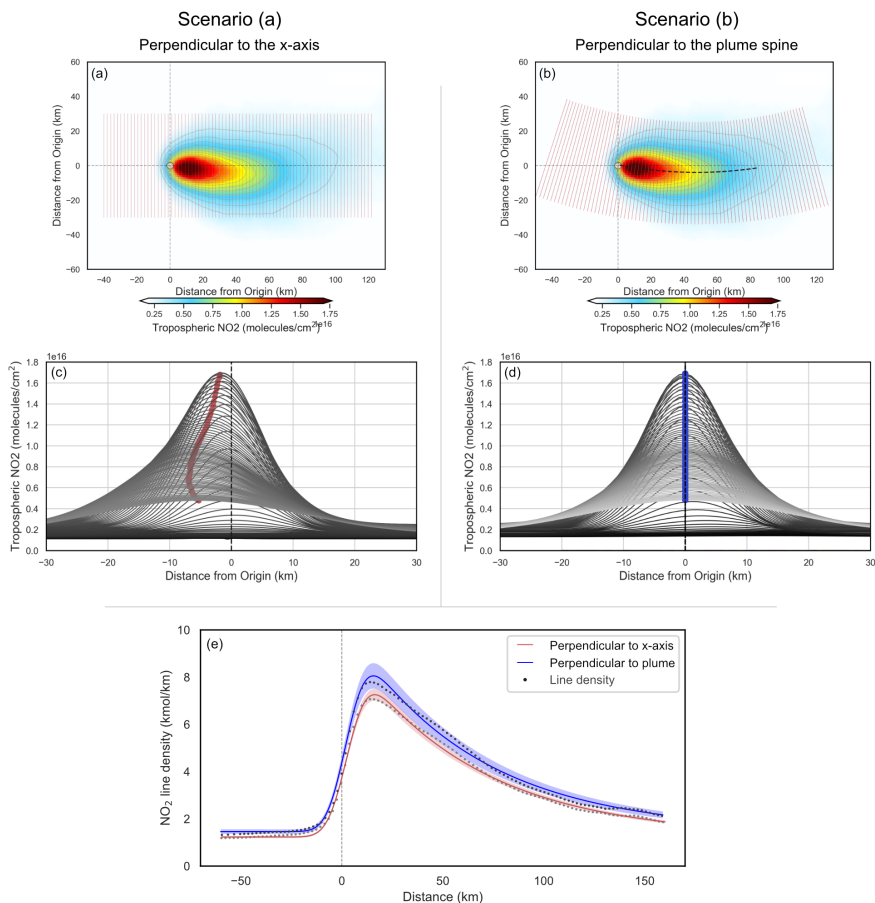 Scenario (a)
Scenario (b)
Perpendicular to the x-axis
Perpendicular to the plume spine
(a)
60
40
20
0
−20
−40
−60
Distance from Origin (km)
−40 −20 0 20 40 60 80 100 120
Distance from Origin (km)
0.25 0.50 0.75 1.00 1.25 1.50 1.75
Tropospheric NO2 (molecules/cm²) 1e16
(b)
60
40
20
0
−20
−40
−60
Distance from Origin (km)
−40 −20 0 20 40 60 80 100 120
Distance from Origin (km)
0.25 0.50 0.75 1.00 1.25 1.50 1.75
Tropospheric NO2 (molecules/cm²) 1e16
1e16
(c)
1.8
1.6
1.4
1.2
1.0
0.8
0.6
0.4
0.2
0.0
Tropospheric NO2 (molecules/cm²)
−30 −20 −10 0 10 20 30
Distance from Origin (km)
1e16
(d)
1.8
1.6
1.4
1.2
1.0
0.8
0.6
0.4
0.2
0.0
Tropospheric NO2 (molecules/cm²)
−30 −20 −10 0 10 20 30
Distance from Origin (km)
(e)
10
8
6
4
2
0
NO₂ line density (kmol/km)
Perpendicular to x-axis
Perpendicular to plume
Line density
−50 0 50 100 150
Distance (km)